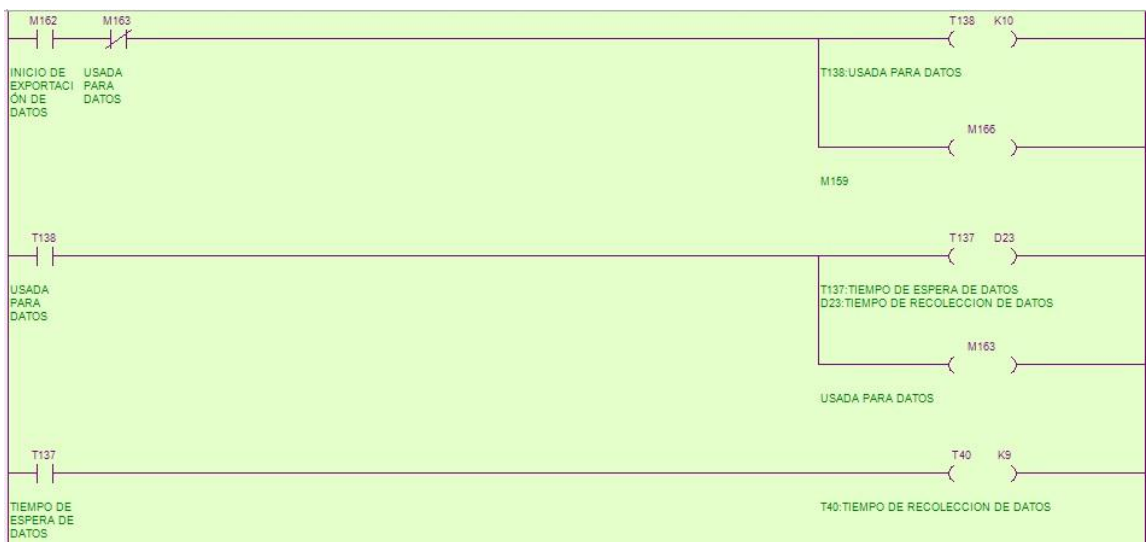 M162 M163 T138 K10
INICIO DE
EXPORTACI
ÓN DE
DATOS
USADA
PARA
DATOS
T138:USADA PARA DATOS
M166
M159
T138 T137 D23
USADA
PARA
DATOS
T137:TIEMPO DE ESPERA DE DATOS
D23:TIEMPO DE RECOLECCION DE DATOS
M163
USADA PARA DATOS
T137 T40 K9
TIEMPO DE
ESPERA DE
DATOS
T40:TIEMPO DE RECOLECCION DE DATOS